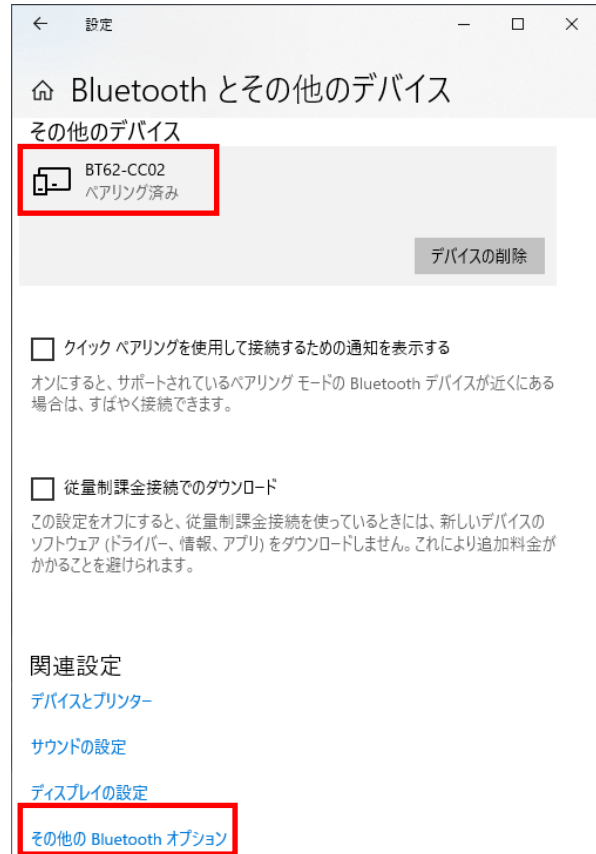 設定
Bluetooth とその他のデバイス
その他のデバイス
BT62-CC02
ペアリング済み
デバイスの削除
クイック ペアリングを使用して接続するための通知を表示する
オンにすると、サポートされているペアリング モードの Bluetooth デバイスが近くにある
場合は、すばやく接続できます。
従量制課金接続でのダウンロード
この設定をオフにすると、従量制課金接続を使っているときには、新しいデバイスの
ソフトウェア (ドライバー、情報、アプリ) をダウンロードしません。これにより追加料金が
かかることを避けられます。
関連設定
デバイスとプリンター
サウンドの設定
ディスプレイの設定
その他の Bluetooth オプション